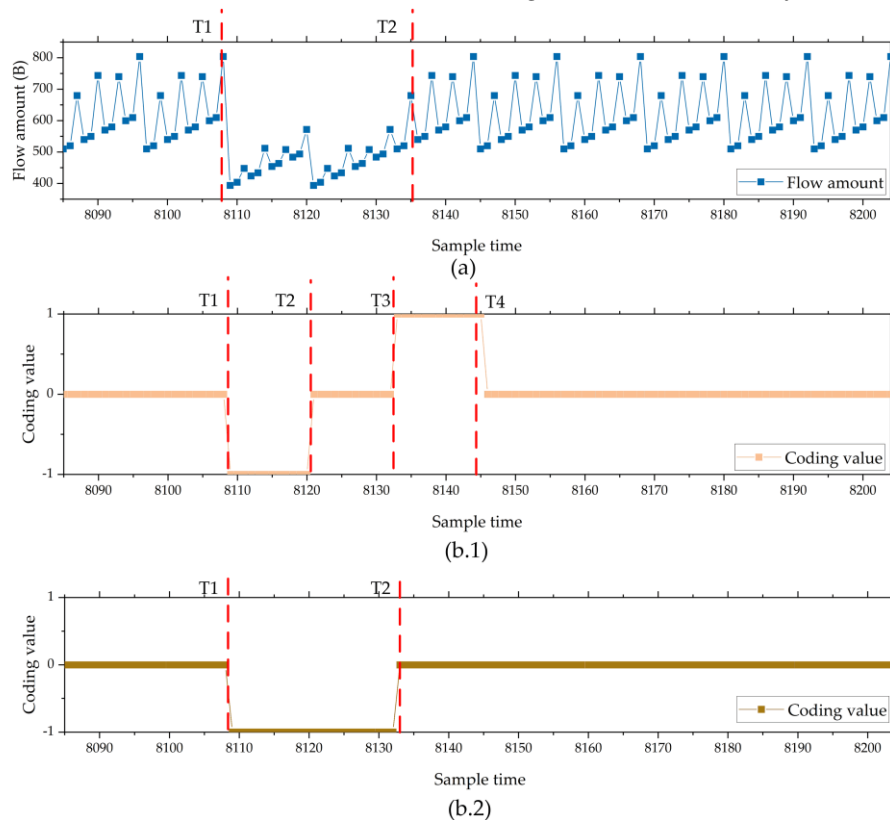 T1 T2
800
700
600
500
400
Flow amount (B)
Flow amount
8090 8100 8110 8120 8130 8140 8150 8160 8170 8180 8190 8200
Sample time
(a)
T1 T2 T3 T4
1
0
-1
Coding value
Coding value
8090 8100 8110 8120 8130 8140 8150 8160 8170 8180 8190 8200
Sample time
(b.1)
T1 T2
1
0
-1
Coding value
Coding value
8090 8100 8110 8120 8130 8140 8150 8160 8170 8180 8190 8200
Sample time
(b.2)